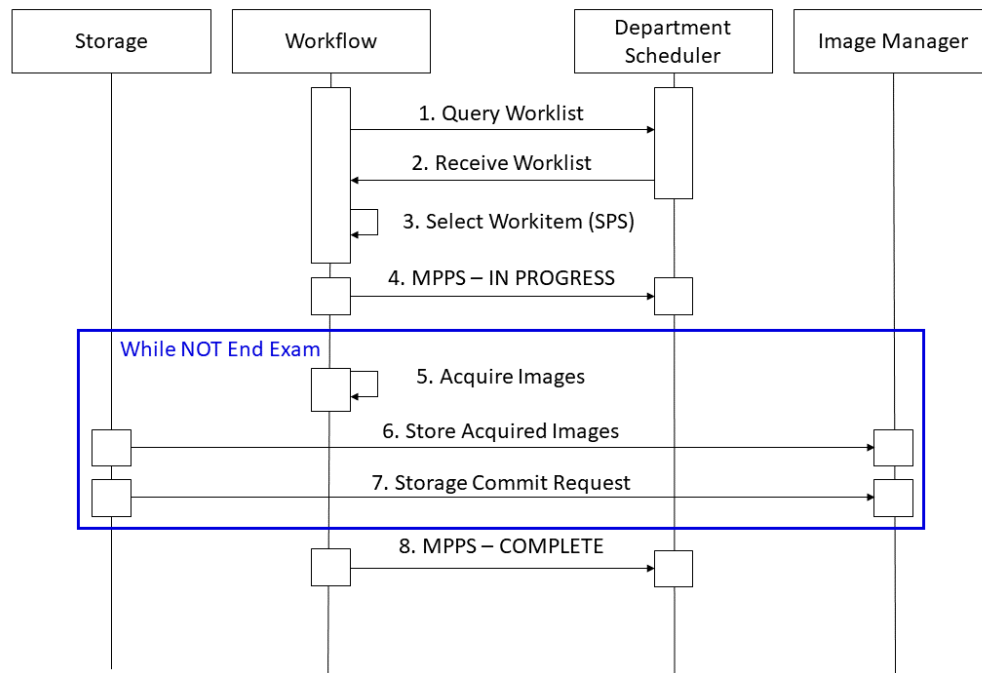 Storage
Workflow
Department
Scheduler
Image Manager
1. Query Worklist
2. Receive Worklist
3. Select Workitem (SPS)
4. MPPS – IN PROGRESS
While NOT End Exam
5. Acquire Images
6. Store Acquired Images
7. Storage Commit Request
8. MPPS – COMPLETE